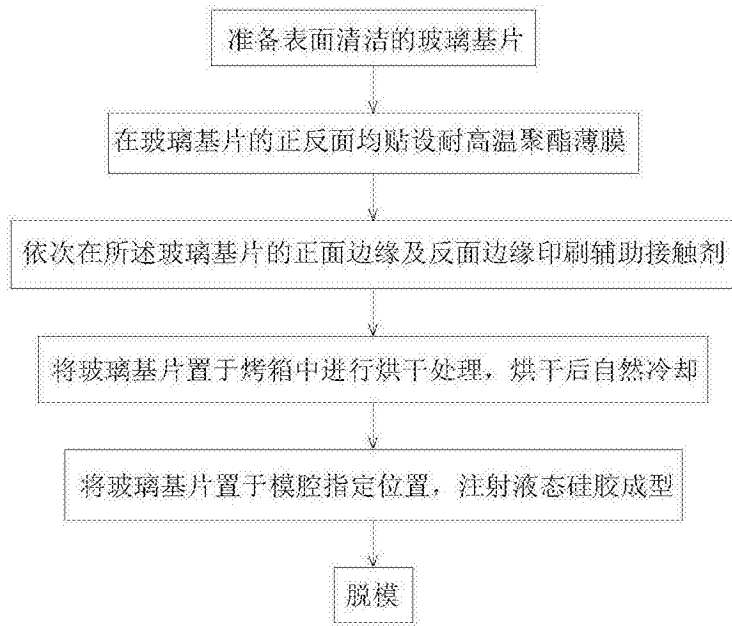 准备表面清洁的玻璃基片
在玻璃基片的正反面均贴设耐高温聚酯薄膜
依次在所述玻璃基片的正面边缘及反面边缘印刷辅助接触剂
将玻璃基片置于烤箱中进行烘干处理，烘干后自然冷却
将玻璃基片置于模腔指定位置，注射液态硅胶成型
脱模